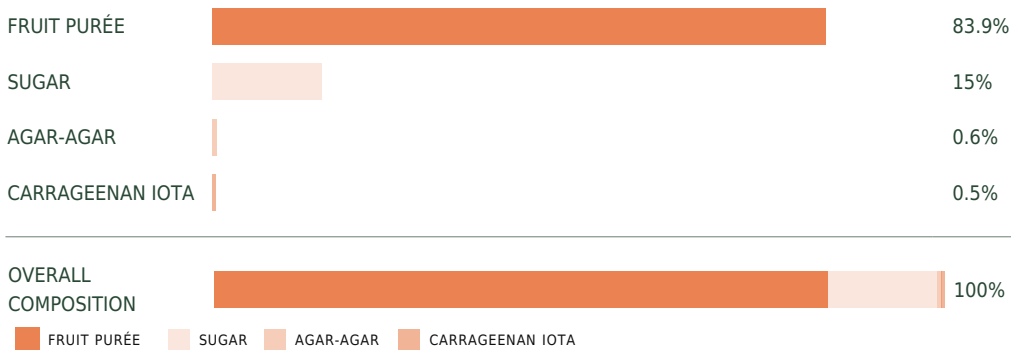 FRUIT PURÉE 83.9%
SUGAR 15%
AGAR-AGAR 0.6%
CARRAGEENAN IOTA 0.5%
OVERALL
COMPOSITION 100%
FRUIT PURÉE SUGAR AGAR-AGAR CARRAGEENAN IOTA